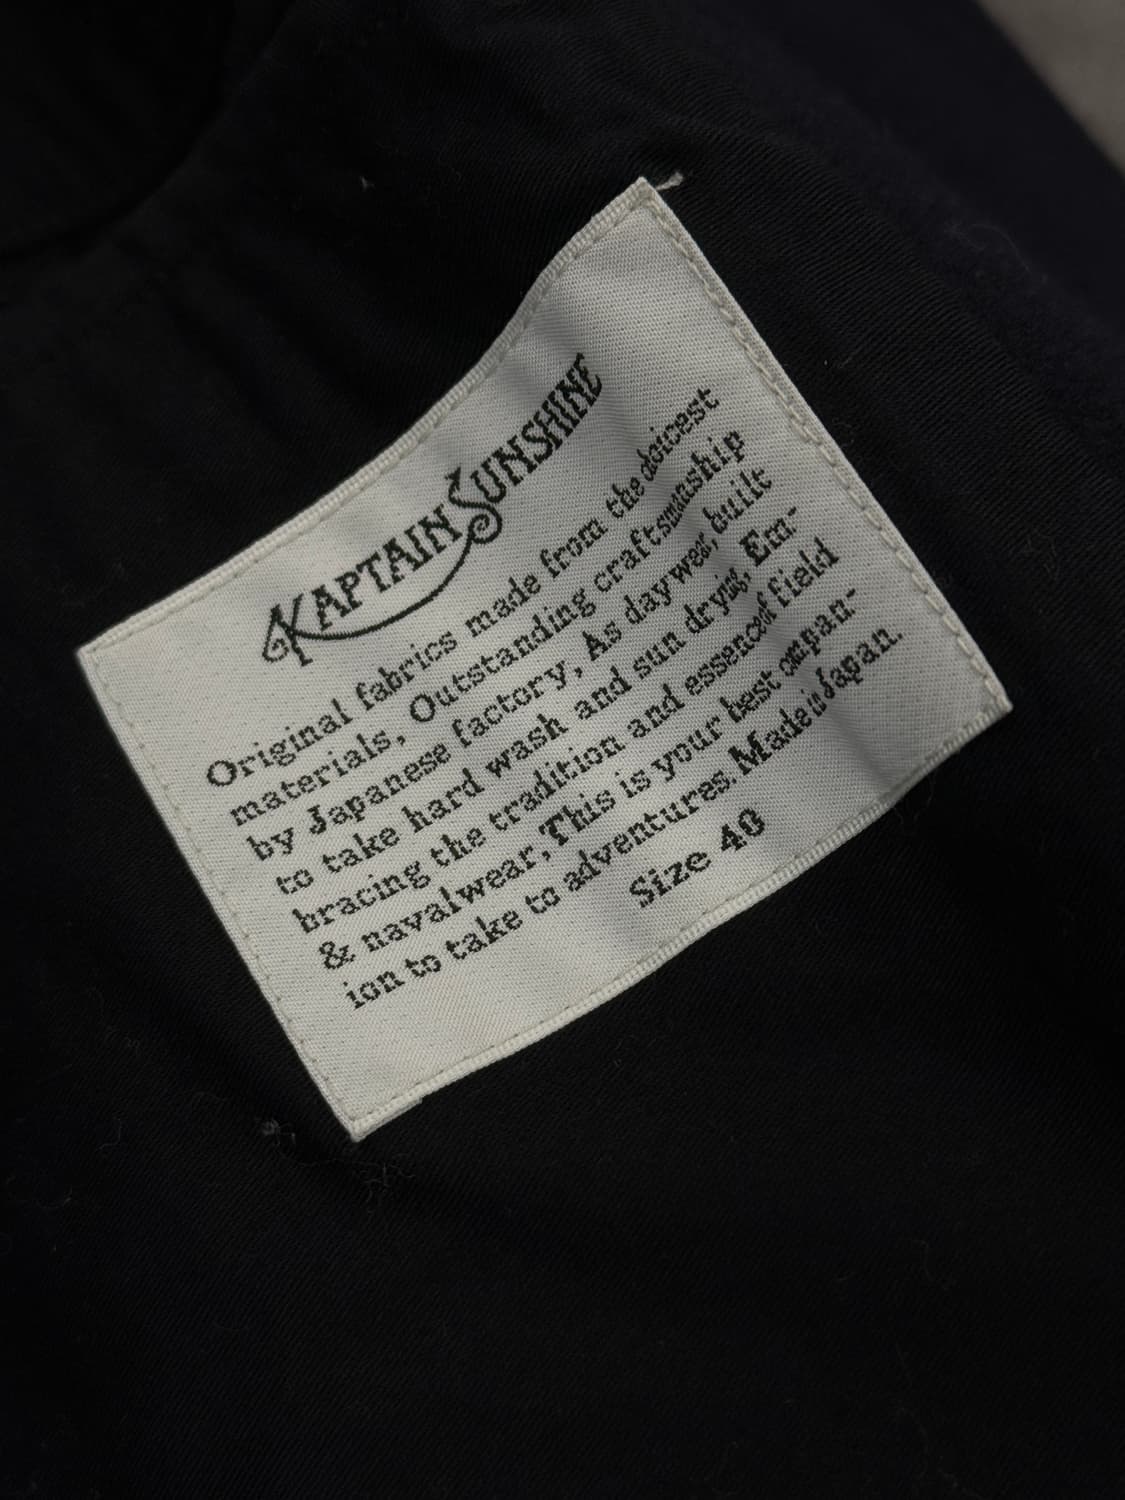 KAPTAIN SUNSHINE
Original fabrics made from the choicest
materials, Outstanding craftsmanship
by Japanese factory, As daywear, built
to take hard wash and sun drying, Em-
bracing the tradition and essence of field
& navalwear, This is your best compan-
ion to take to adventures. Made in Japan.
Size 40